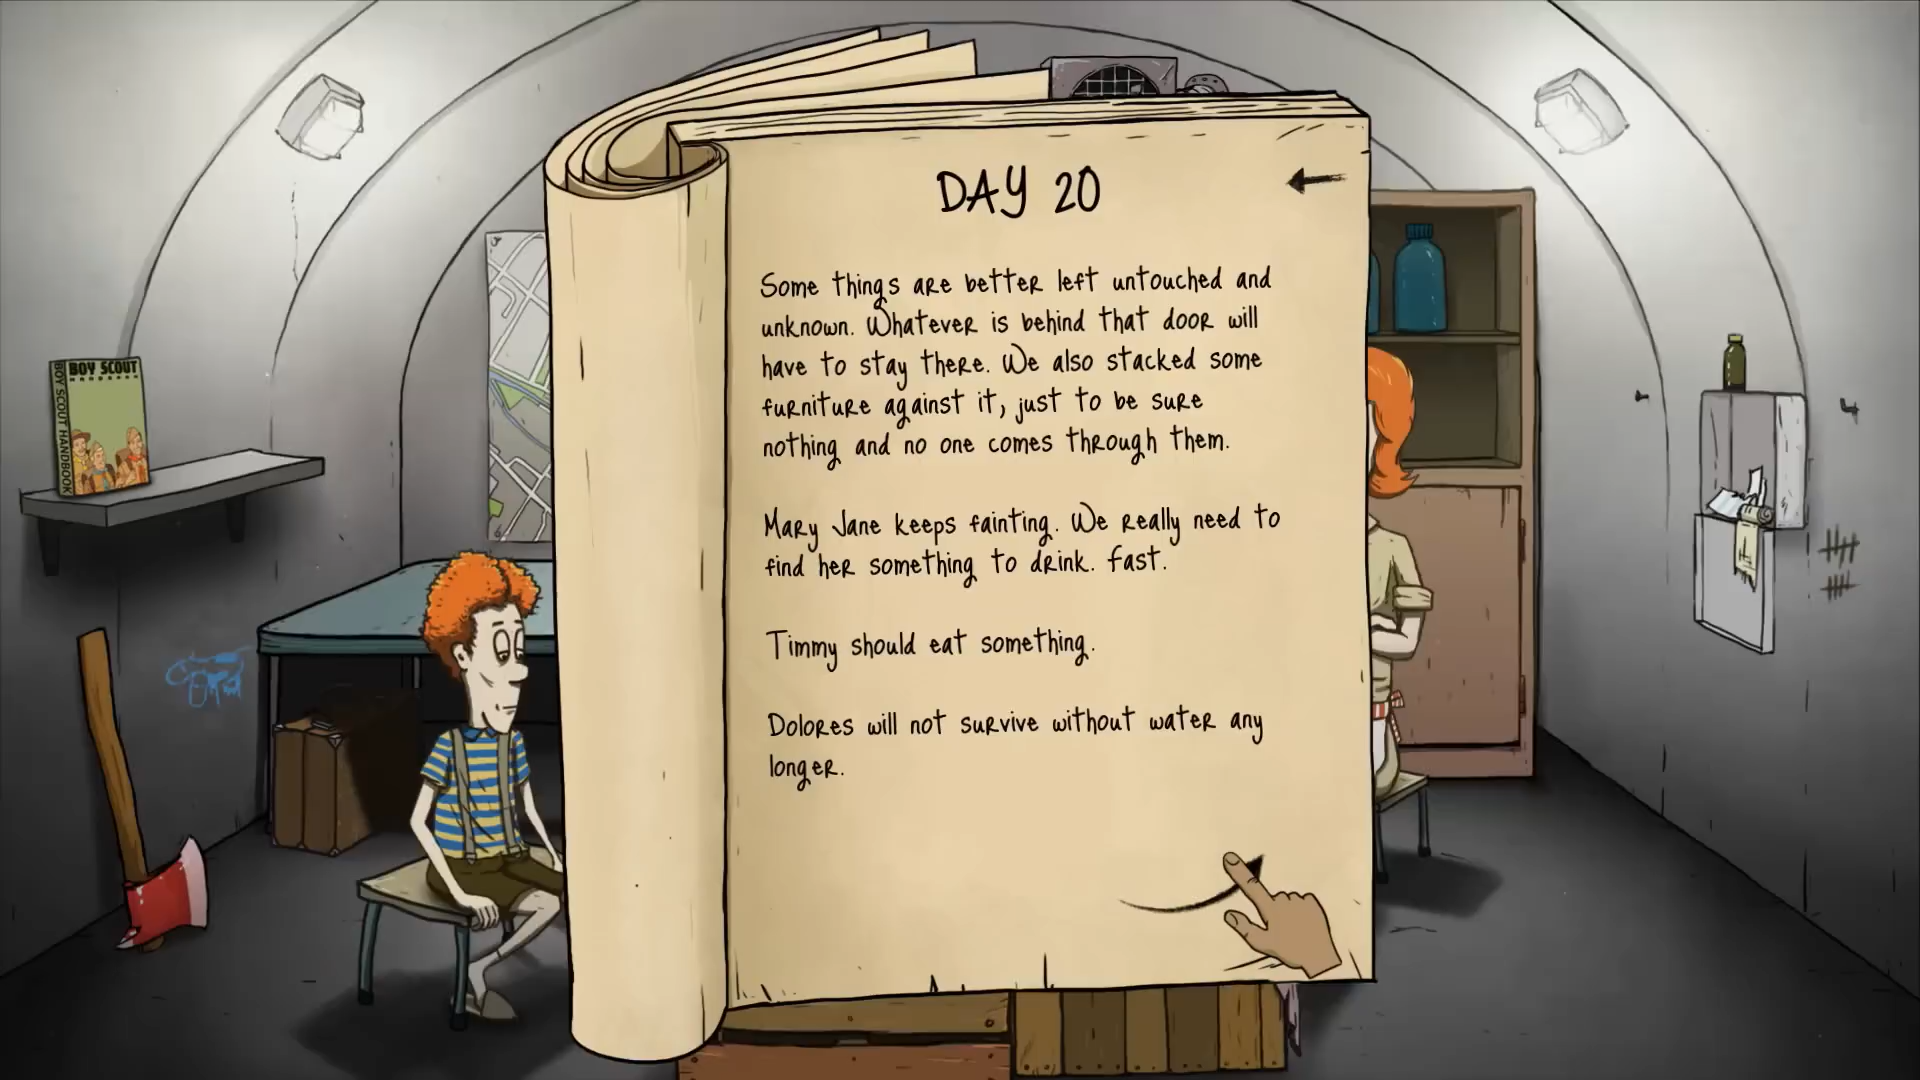 DAY 20
Some things are better left untouched and
unknown. Whatever is behind that door will
have to stay there. We also stacked some
furniture against it, just to be sure
nothing and no one comes through them.
Mary Jane keeps fainting. We really need to
find her something to drink. Fast.
Timmy should eat something.
Dolores will not survive without water any
longer.
BOY SCOUT
HANDBOOK
BOY SCOUT HANDBOOK